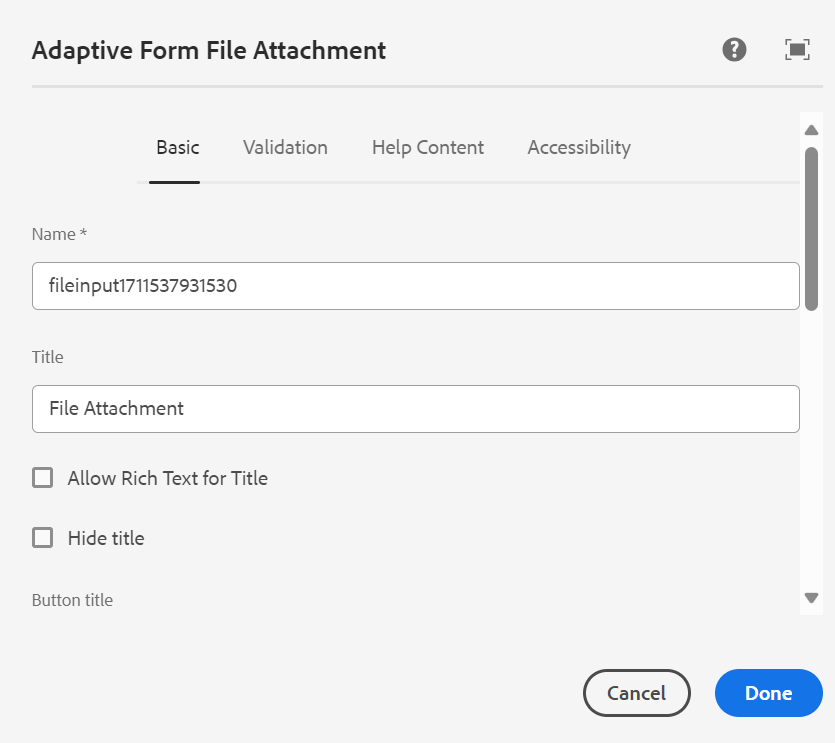 Adaptive Form File Attachment
Basic Validation Help Content Accessibility
Name *
fileinput1711537931530
Title
File Attachment
Allow Rich Text for Title
Hide title
Button title
Cancel Done